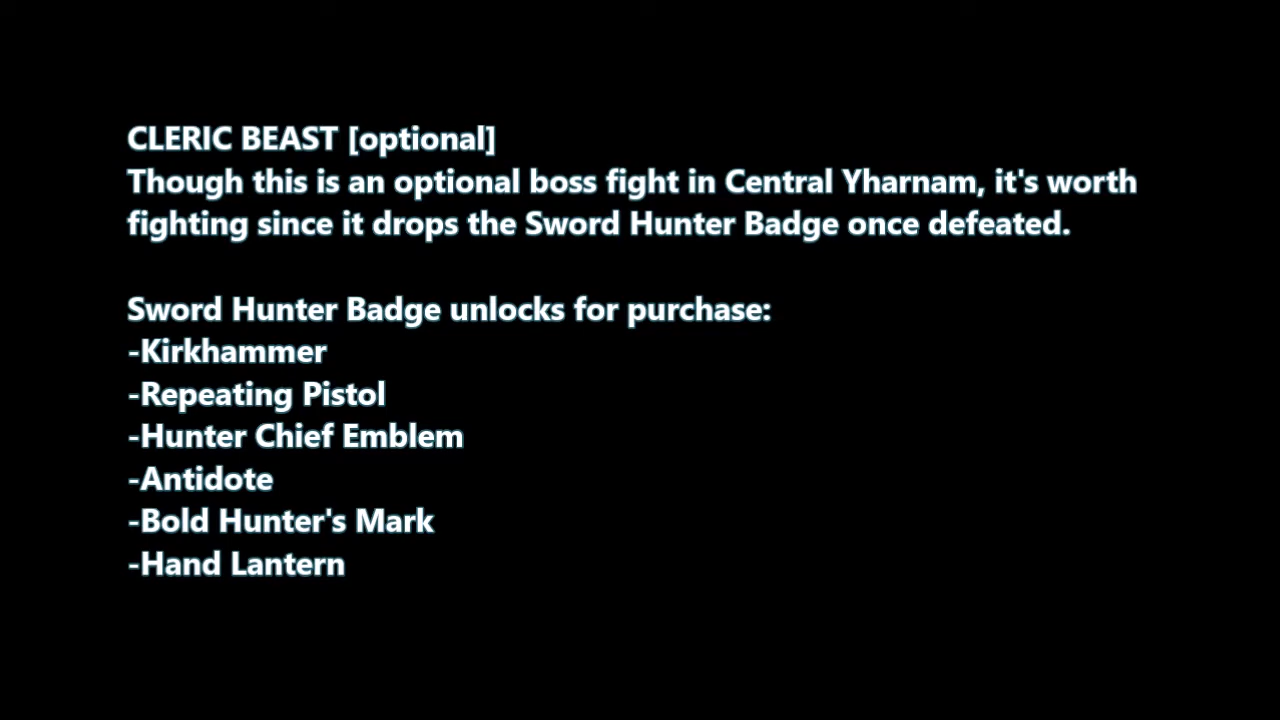 CLERIC BEAST [optional]
Though this is an optional boss fight in Central Yharnam, it's worth
fighting since it drops the Sword Hunter Badge once defeated.
Sword Hunter Badge unlocks for purchase:
-Kirkhammer
-Repeating Pistol
-Hunter Chief Emblem
-Antidote
-Bold Hunter's Mark
-Hand Lantern